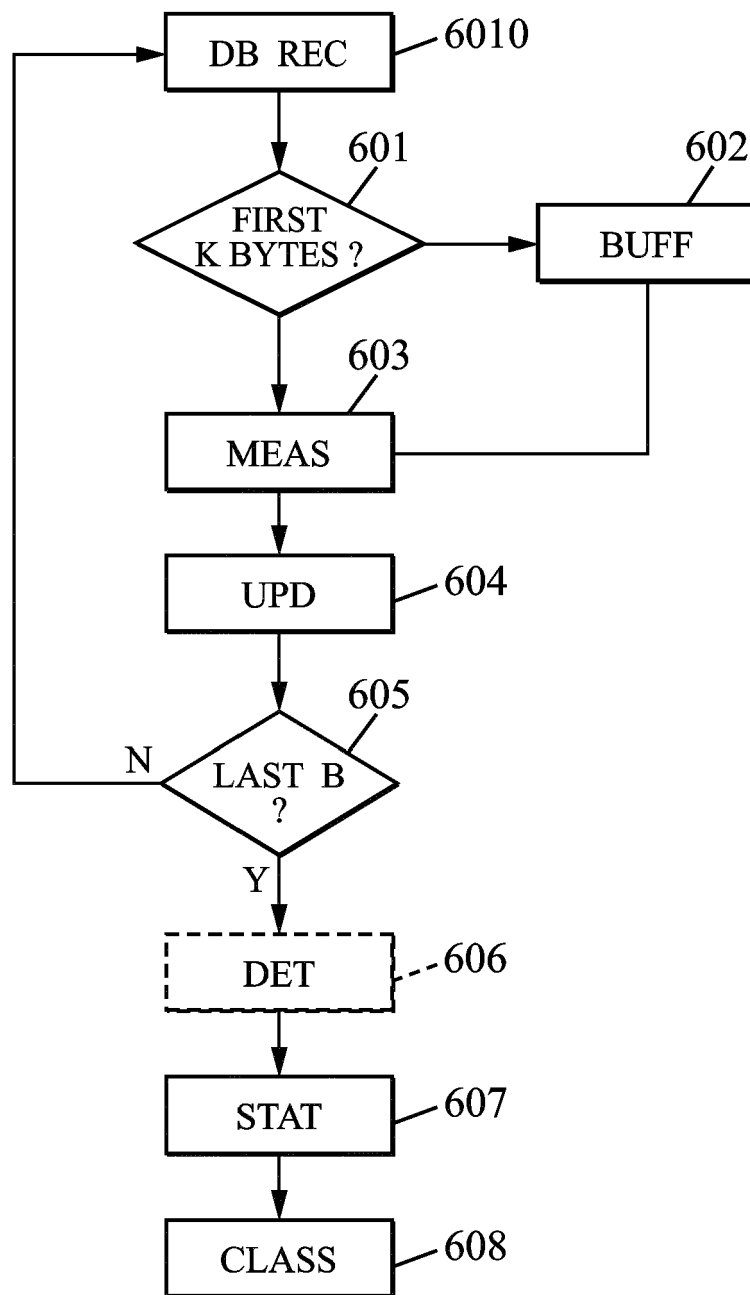 DB REC
6010
601
FIRST
K BYTES ?
602
BUFF
603
MEAS
UPD
604
605
N
LAST B
?
Y
DET
606
STAT
607
CLASS
608